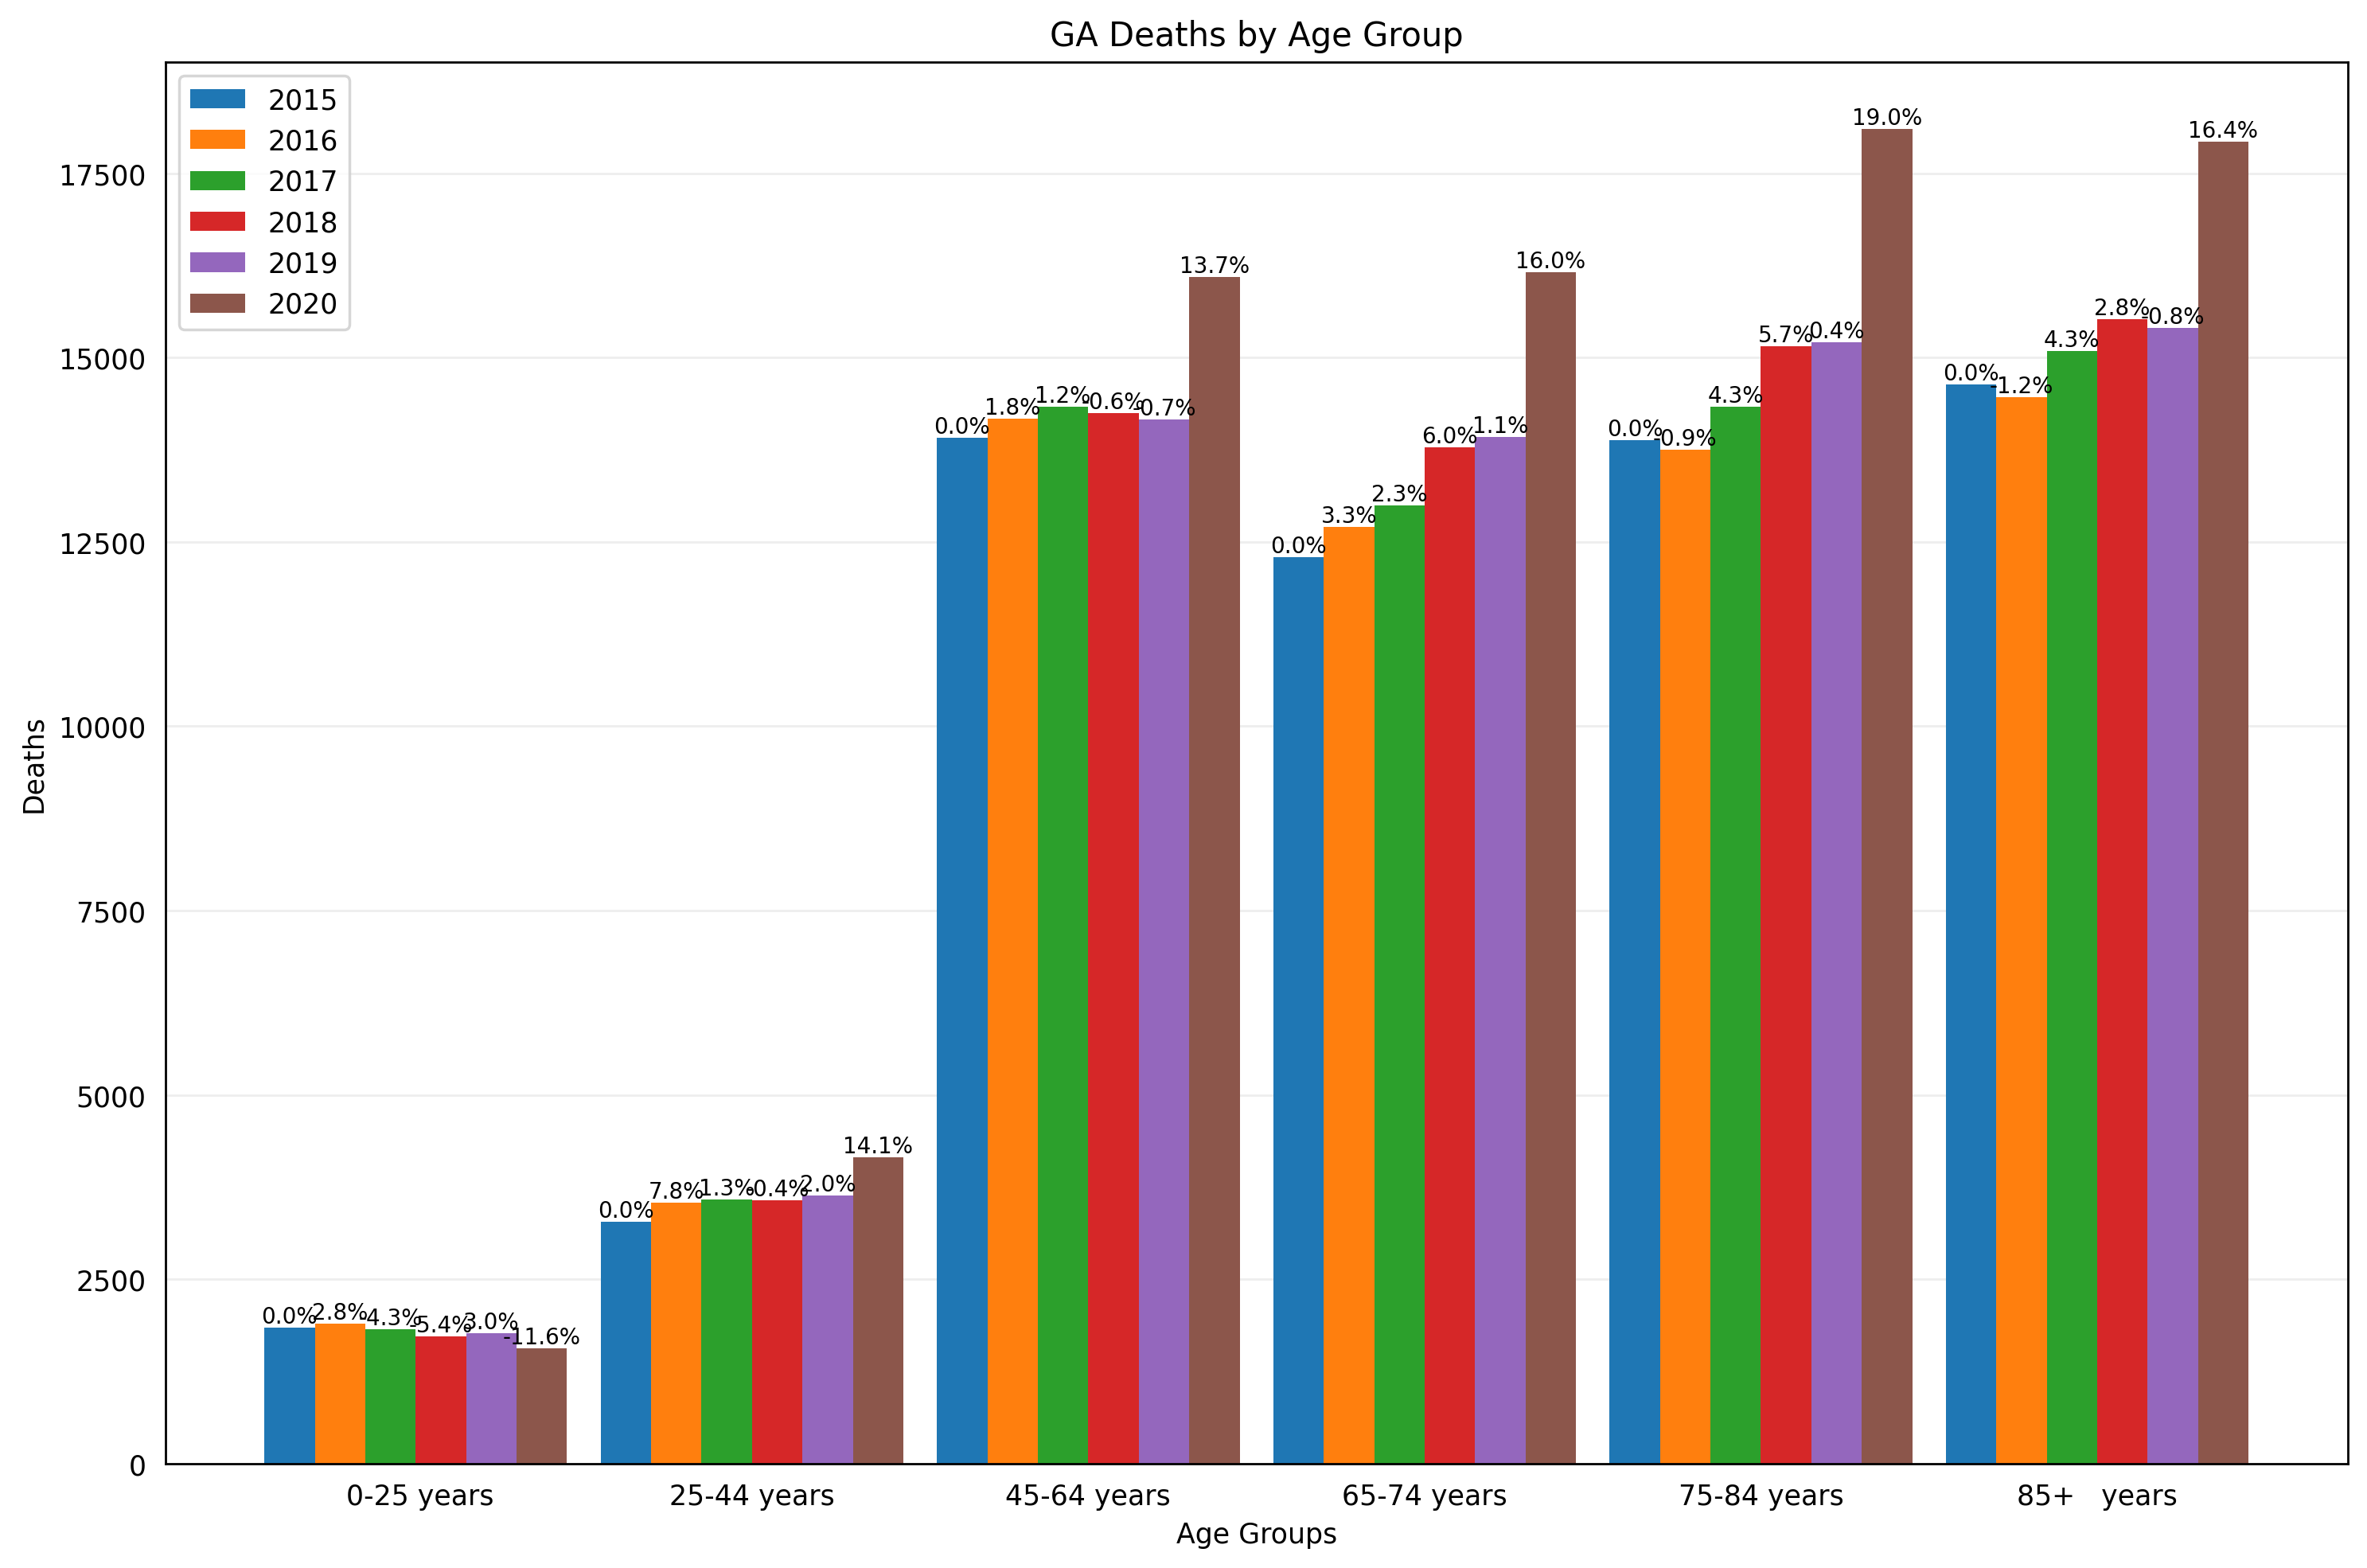 GA Deaths by Age Group
2015
2016
2017
2018
2019
2020
Deaths
17500
15000
12500
10000
7500
5000
2500
0
0.0% 2.8% -4.3% -5.4% 3.0% -11.6%
0.0% 7.8% 1.3% -0.4% 2.0% 14.1%
0.0% 1.8% 1.2% -0.6% -0.7% 13.7%
0.0% 3.3% 2.3% 6.0% 1.1% 16.0%
0.0% -0.9% 4.3% 5.7% 0.4% 19.0%
0.0% -1.2% 4.3% 2.8% -0.8% 16.4%
0-25 years 25-44 years 45-64 years 65-74 years 75-84 years 85+ years
Age Groups